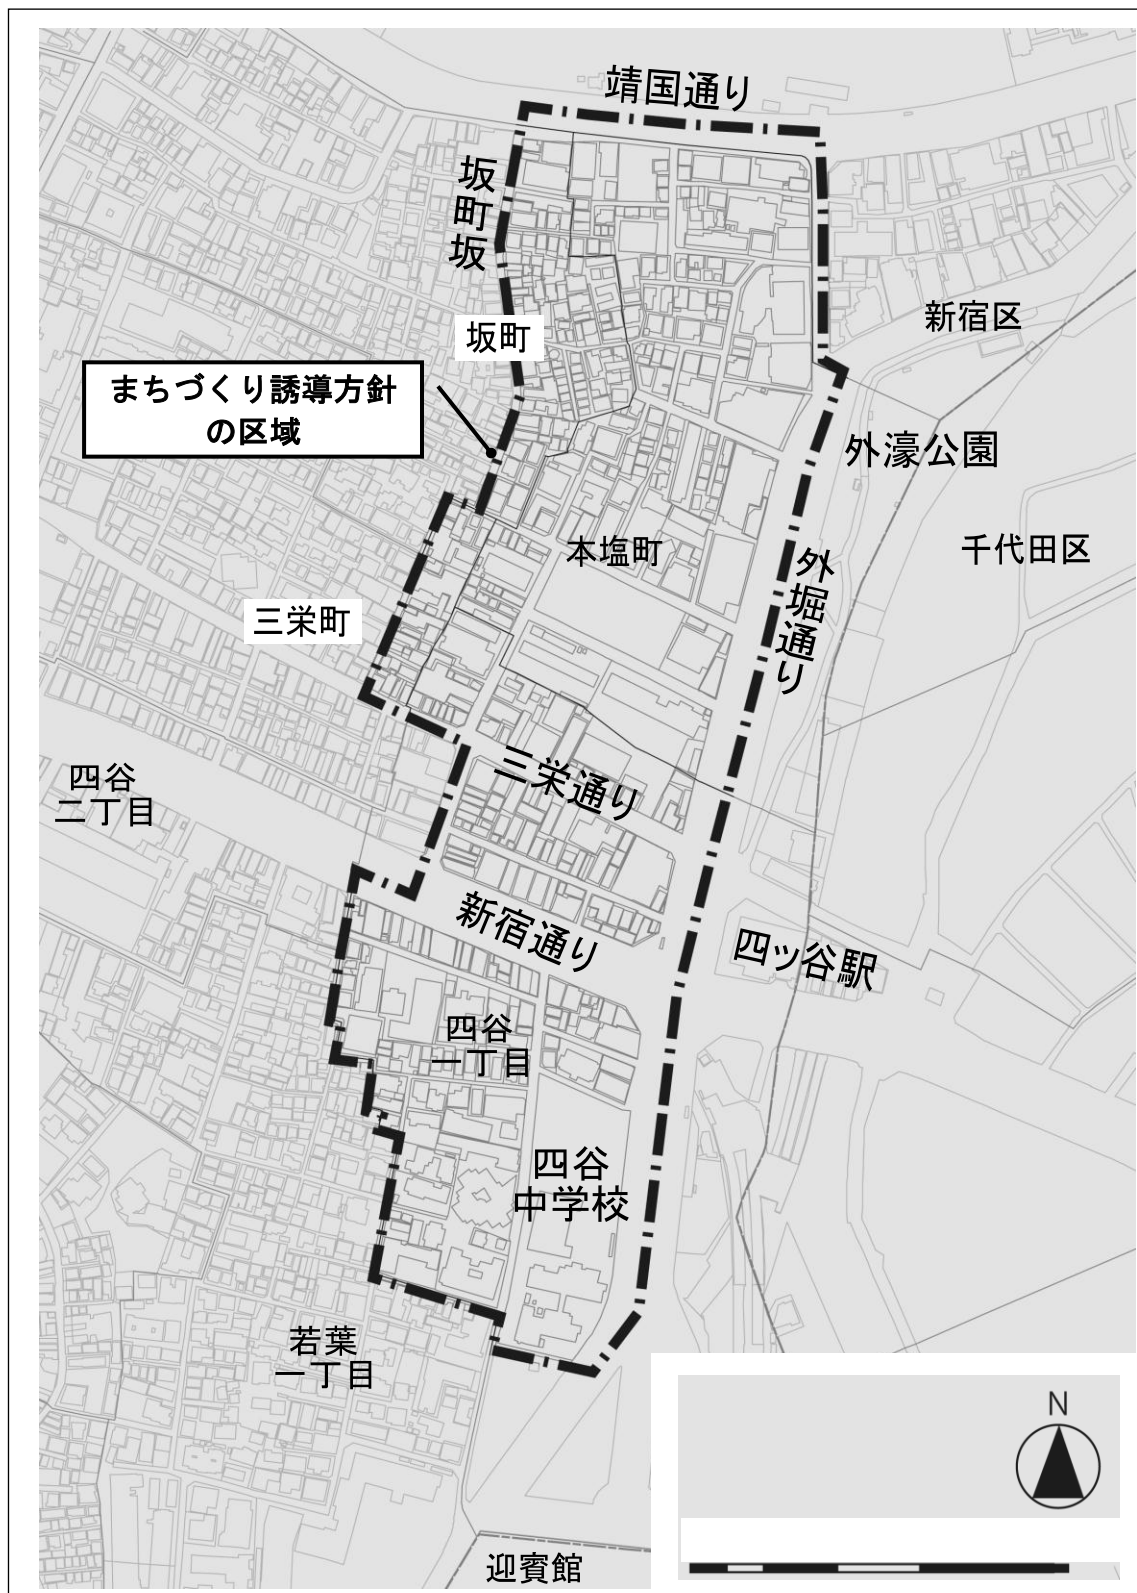 靖国通り
坂町坂
新宿区
坂町
まちづくり誘導方針
の区域
外濠公園
千代田区
本塩町
外堀通り
三栄町
三栄通り
四谷
二丁目
新宿通り
四ッ谷駅
四谷
一丁目
四谷
中学校
若葉
一丁目
N
迎賓館